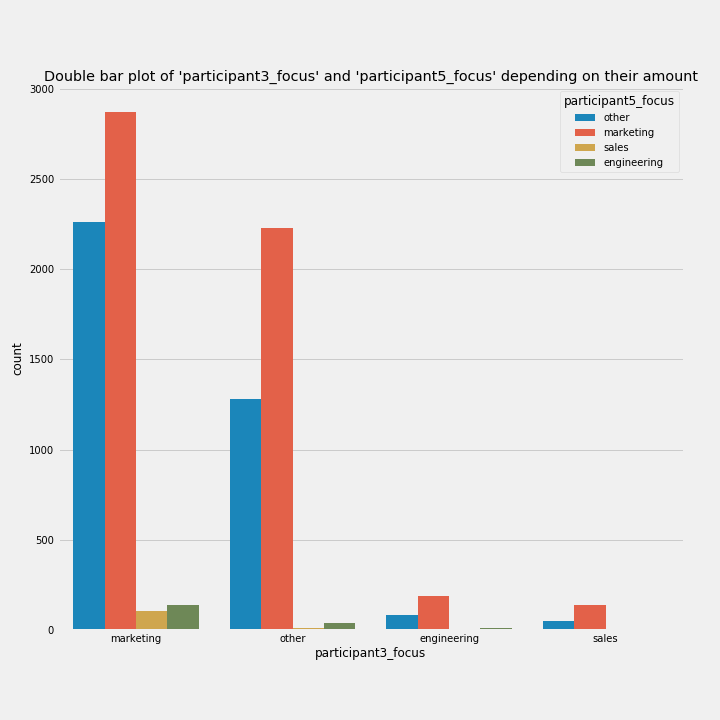 Double bar plot of 'participant3_focus' and 'participant5_focus' depending on their amount
participant5_focus
other
marketing
sales
engineering
3000
2500
2000
1500
1000
500
0
count
marketing
other
engineering
sales
participant3_focus